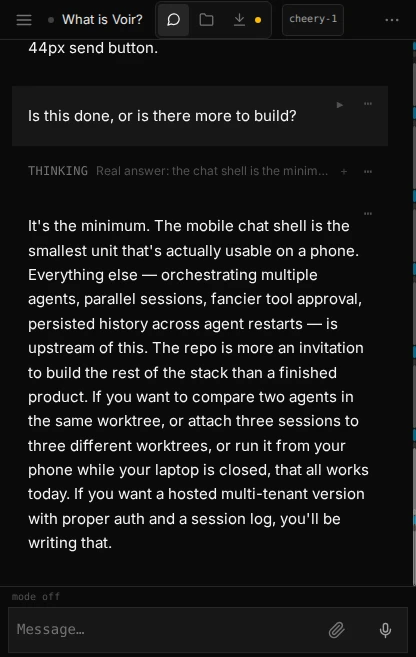 What is Voir?
cheery-1
44px send button.
Is this done, or is there more to build?
THINKING Real answer: the chat shell is the minim…
It's the minimum. The mobile chat shell is the
smallest unit that's actually usable on a phone.
Everything else — orchestrating multiple
agents, parallel sessions, fancier tool approval,
persisted history across agent restarts — is
upstream of this. The repo is more an invitation
to build the rest of the stack than a finished
product. If you want to compare two agents in
the same worktree, or attach three sessions to
three different worktrees, or run it from your
phone while your laptop is closed, that all works
today. If you want a hosted multi-tenant version
with proper auth and a session log, you'll be
writing that.
mode off
Message…